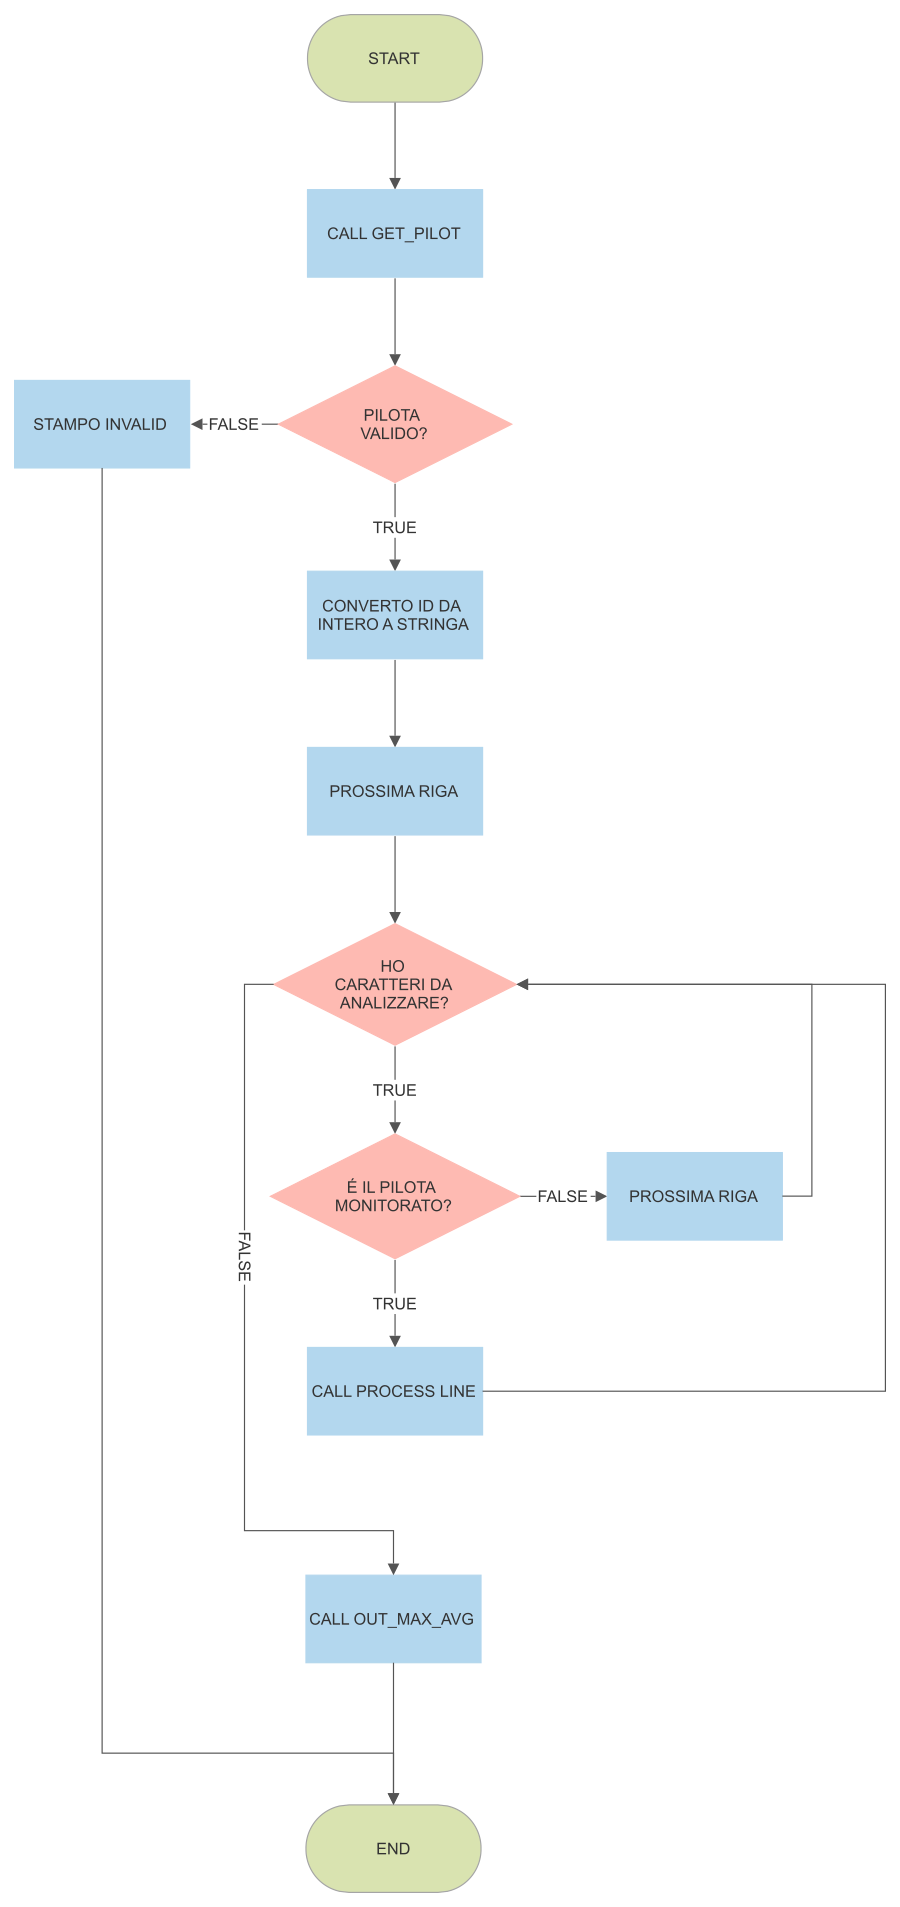 START
CALL GET_PILOT
PILOTA
VALIDO?
FALSE
STAMPO INVALID
TRUE
CONVERTO ID DA
INTERO A STRINGA
PROSSIMA RIGA
HO
CARATTERI DA
ANALIZZARE?
TRUE
É IL PILOTA
MONITORATO?
FALSE
PROSSIMA RIGA
FALSE
TRUE
CALL PROCESS LINE
CALL OUT_MAX_AVG
END